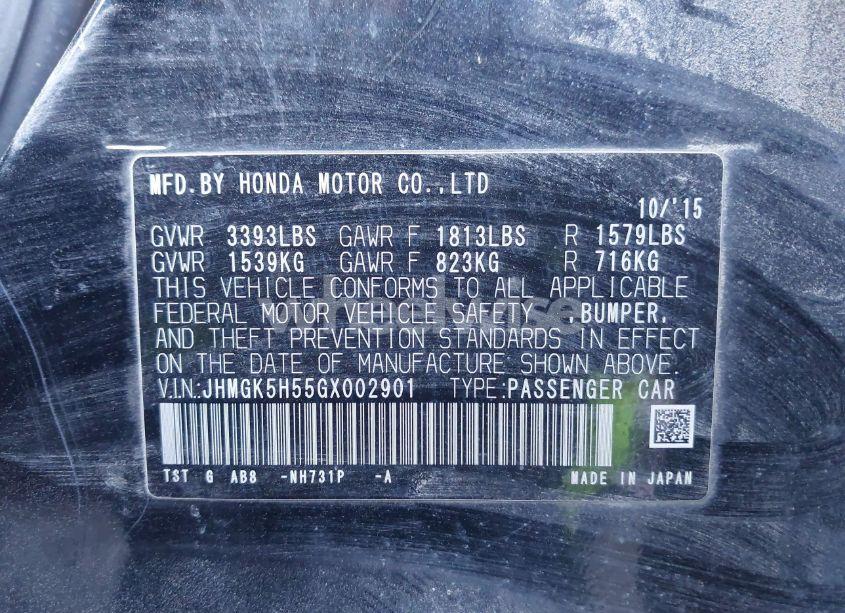 MFD.BY HONDA MOTOR CO.,LTD
10/'15
GVWR 3393LBS GAWR F 1813LBS R 1579LBS
GVWR 1539KG GAWR F 823KG R 716KG
THIS VEHICLE CONFORMS TO ALL APPLICABLE
FEDERAL MOTOR VEHICLE SAFETY ,BUMPER,
AND THEFT PREVENTION STANDARDS IN EFFECT
ON THE DATE OF MANUFACTURE SHOWN ABOVE.
V.I.N.:JHMGK5H55GX002901 TYPE:PASSENGER CAR
TST G AB8 -NH731P -A MADE IN JAPAN